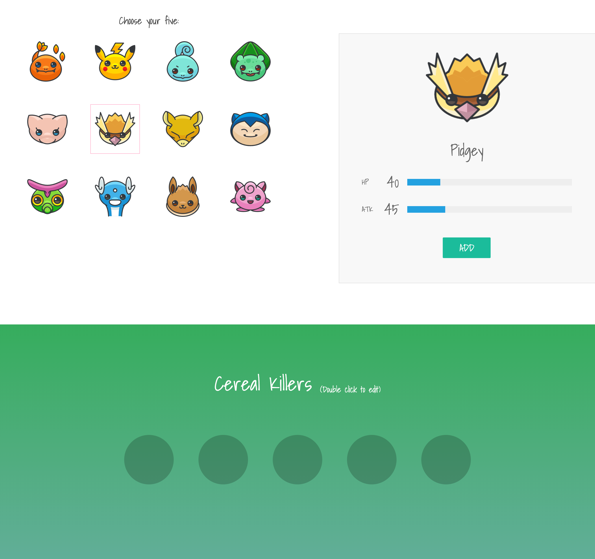 Choose your five:
Pidgey
HP 40
ATK 45
ADD
Cereal Killers (Double click to edit)